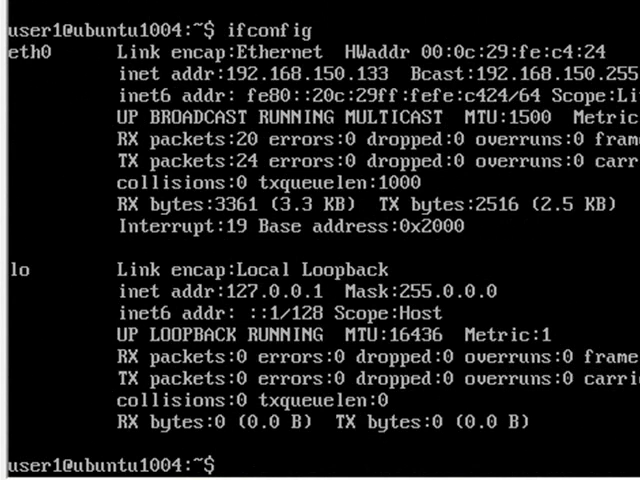 user1@ubuntu1004:~$ ifconfig
eth0 Link encap:Ethernet HWaddr 00:0c:29:fe:c4:24
inet addr:192.168.150.133 Bcast:192.168.150.255
inet6 addr: fe80::20c:29ff:fefe:c424/64 Scope:Li
UP BROADCAST RUNNING MULTICAST MTU:1500 Metric
RX packets:20 errors:0 dropped:0 overruns:0 fram
TX packets:24 errors:0 dropped:0 overruns:0 carr
collisions:0 txqueuelen:1000
RX bytes:3361 (3.3 KB) TX bytes:2516 (2.5 KB)
Interrupt:19 Base address:0x2000
lo Link encap:Local Loopback
inet addr:127.0.0.1 Mask:255.0.0.0
inet6 addr: ::1/128 Scope:Host
UP LOOPBACK RUNNING MTU:16436 Metric:1
RX packets:0 errors:0 dropped:0 overruns:0 frame
TX packets:0 errors:0 dropped:0 overruns:0 carri
collisions:0 txqueuelen:0
RX bytes:0 (0.0 B) TX bytes:0 (0.0 B)
user1@ubuntu1004:~$